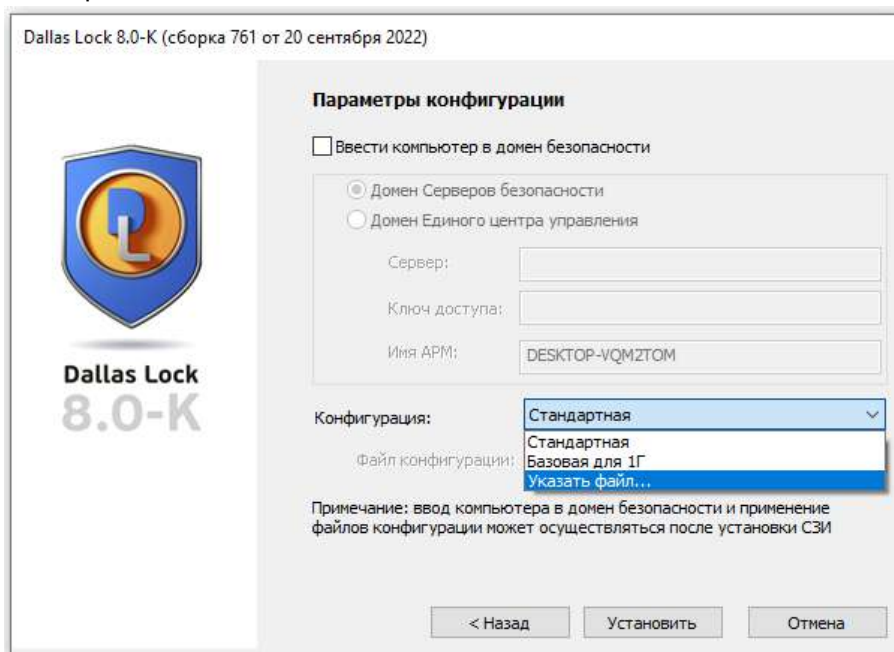 Dallas Lock 8.0-K (сборка 761 от 20 сентября 2022)
Параметры конфигурации
Ввести компьютер в домен безопасности
Домен Серверов безопасности
Домен Единого центра управления
Сервер:
Ключ доступа:
Имя АРМ: DESKTOP-VQM2TOM
Dallas Lock
8.0-K
Конфигурация: Стандартная
Стандартная
Файл конфигурации: Базовая для 1Г
Указать файл...
Примечание: ввод компьютера в домен безопасности и применение
файлов конфигурации может осуществляться после установки СЗИ
< Назад Установить Отмена